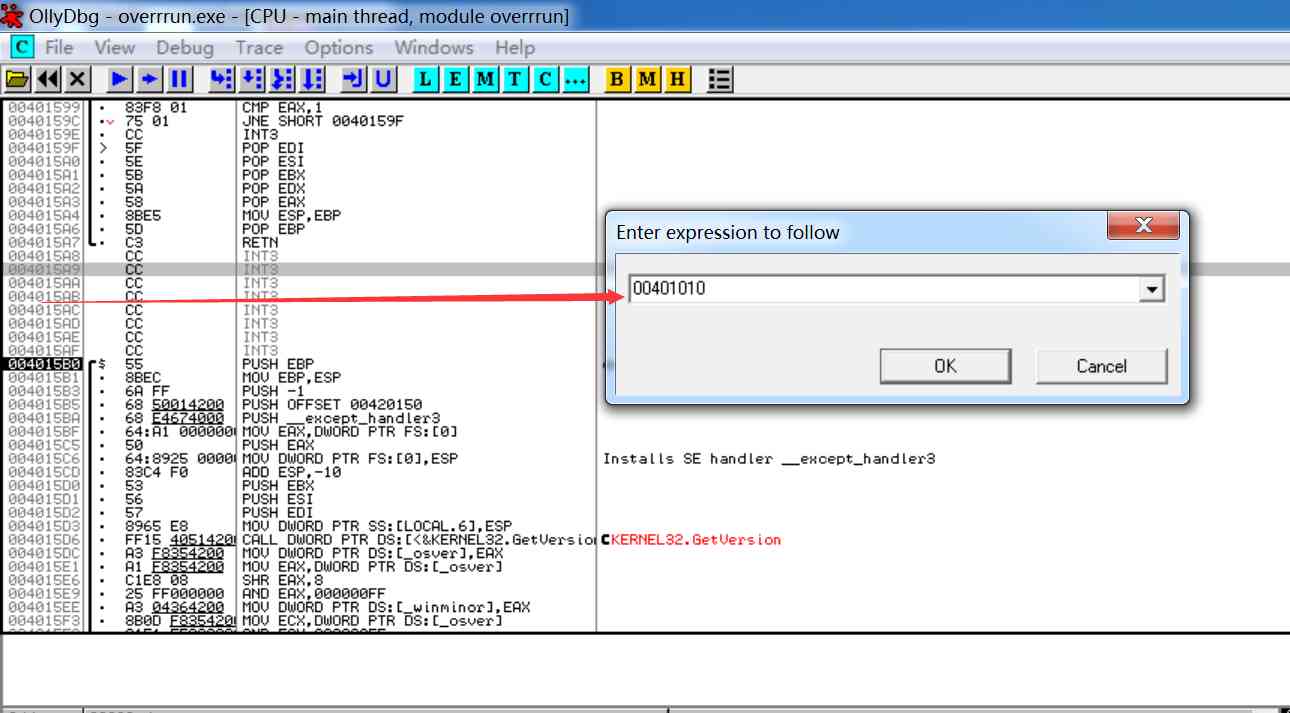 OllyDbg - overrrun.exe - [CPU - main thread, module overrrun]
C File View Debug Trace Options Windows Help
L E M T C ... B M H
00401599 83F8 01 CMP EAX,1
0040159C 75 01 JNE SHORT 0040159F
0040159E CC INT3
0040159F > 5F POP EDI
004015A0 5E POP ESI
004015A1 5B POP EBX
004015A2 5A POP EDX
004015A3 58 POP EAX
004015A4 8BE5 MOV ESP,EBP
004015A6 5D POP EBP
004015A7 C3 RETN
004015A8 CC INT3
004015A9 CC INT3
004015AA CC INT3
004015AB CC INT3
004015AC CC INT3
004015AD CC INT3
004015AE CC INT3
004015AF CC INT3
004015B0 $ 55 PUSH EBP
004015B1 8BEC MOV EBP,ESP
004015B3 6A FF PUSH -1
004015B5 68 50014200 PUSH OFFSET 00420150
004015BA 68 E4674000 PUSH __except_handler3
004015BF 64:A1 000000 MOV EAX,DWORD PTR FS:[0]
004015C5 50 PUSH EAX
004015C6 64:8925 0000 MOV DWORD PTR FS:[0],ESP Installs SE handler __except_handler3
004015CD 83C4 F0 ADD ESP,-10
004015D0 53 PUSH EBX
004015D1 56 PUSH ESI
004015D2 57 PUSH EDI
004015D3 8965 E8 MOV DWORD PTR SS:[LOCAL.6],ESP
004015D6 FF15 40514200 CALL DWORD PTR DS:[<&KERNEL32.GetVersion KERNEL32.GetVersion
004015DC A3 F8354200 MOV DWORD PTR DS:[_osver],EAX
004015E1 A1 F8354200 MOV EAX,DWORD PTR DS:[_osver]
004015E6 C1E8 08 SHR EAX,8
004015E9 25 FF000000 AND EAX,000000FF
004015EE A3 04364200 MOV DWORD PTR DS:[_winminor],EAX
004015F3 8B0D F8354200 MOV ECX,DWORD PTR DS:[_osver]
Enter expression to follow
00401010
OK Cancel